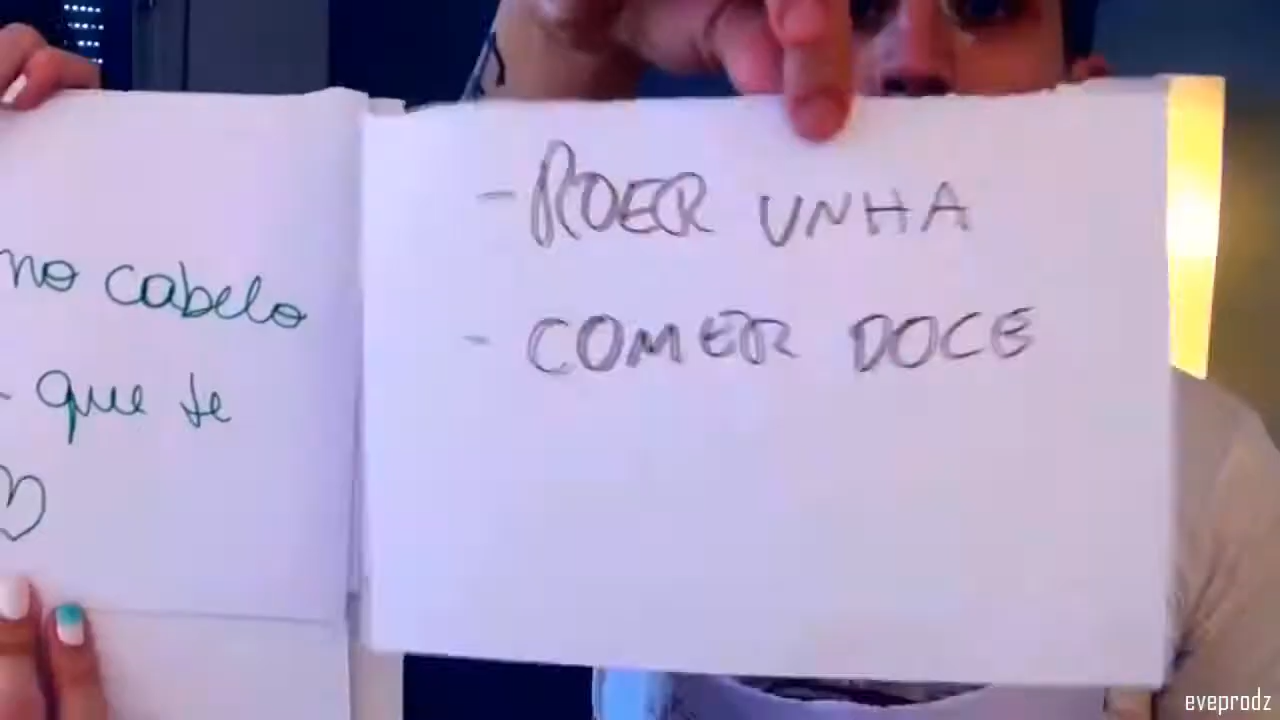 no cabelo
- que te
- ROER UNHA
- COMER DOCE
eveprodz